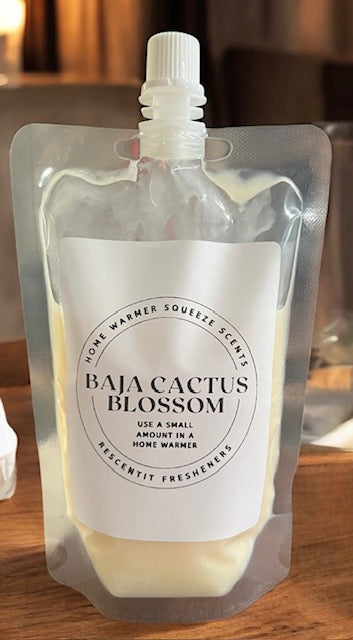 HOME WARMER SQUEEZE SCENTS
BAJA CACTUS
BLOSSOM
USE A SMALL
AMOUNT IN A
HOME WARMER
RESCENTIT FRESHENERS